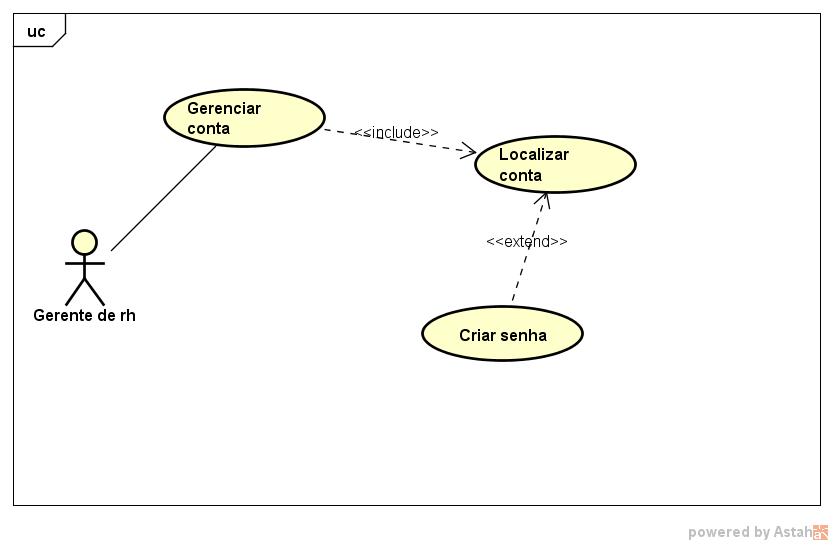 uc
Gerenciar
conta
<<include>>
Localizar
conta
<<extend>>
Gerente de rh
Criar senha
powered by Astah